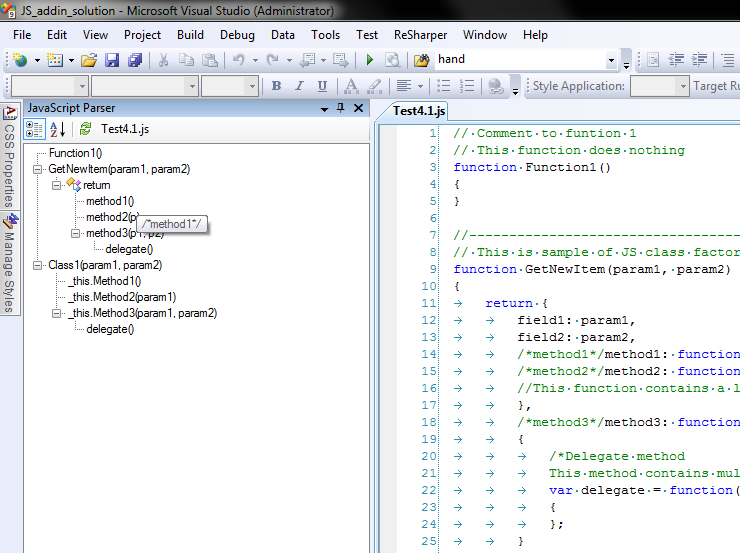 JS_addin_solution - Microsoft Visual Studio (Administrator)
File Edit View Project Build Debug Data Tools Test ReSharper Window Help
hand
B I U A Style Application: Target Ru
CSS Properties
Manage Styles
JavaScript Parser
Test4.1.js
Function1()
GetNewItem(param1, param2)
return
method1()
method2(p
/*method1*/
method3(p1, p2)
delegate()
Class1(param1, param2)
_this.Method1()
_this.Method2(param1)
_this.Method3(param1, param2)
delegate()
Test4.1.js
1 //·Comment·to·funtion·1
2 //·This·function·does·nothing
3 function·Function1()
4 {
5 }
6
7 //-----------------------------------
8 //·This·is·sample·of·JS·class·factor
9 function·GetNewItem(param1,·param2)
10 {
11 → return·{
12 → → field1:·param1,
13 → → field2:·param2,
14 → → /*method1*/method1:·function
15 → → /*method2*/method2:·function
16 → → //This·function·contains·a·l
17 → → },
18 → → /*method3*/method3:·function
19 → → {
20 → → → /*Delegate·method
21 → → → This·method·contains·mul
22 → → → var·delegate·=·function(
23 → → → {
24 → → → };
25 → → }